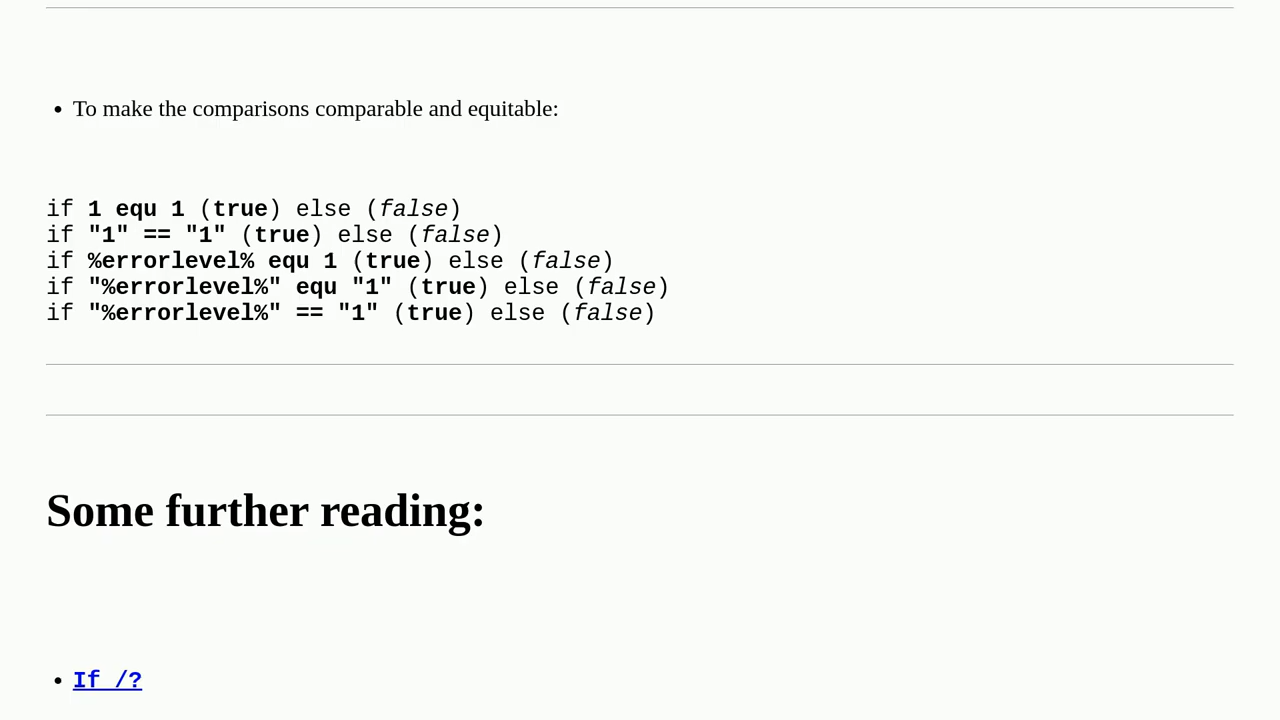 • To make the comparisons comparable and equitable:
if 1 equ 1 (true) else (false)
if "1" == "1" (true) else (false)
if %errorlevel% equ 1 (true) else (false)
if "%errorlevel%" equ "1" (true) else (false)
if "%errorlevel%" == "1" (true) else (false)
Some further reading:
• If /?